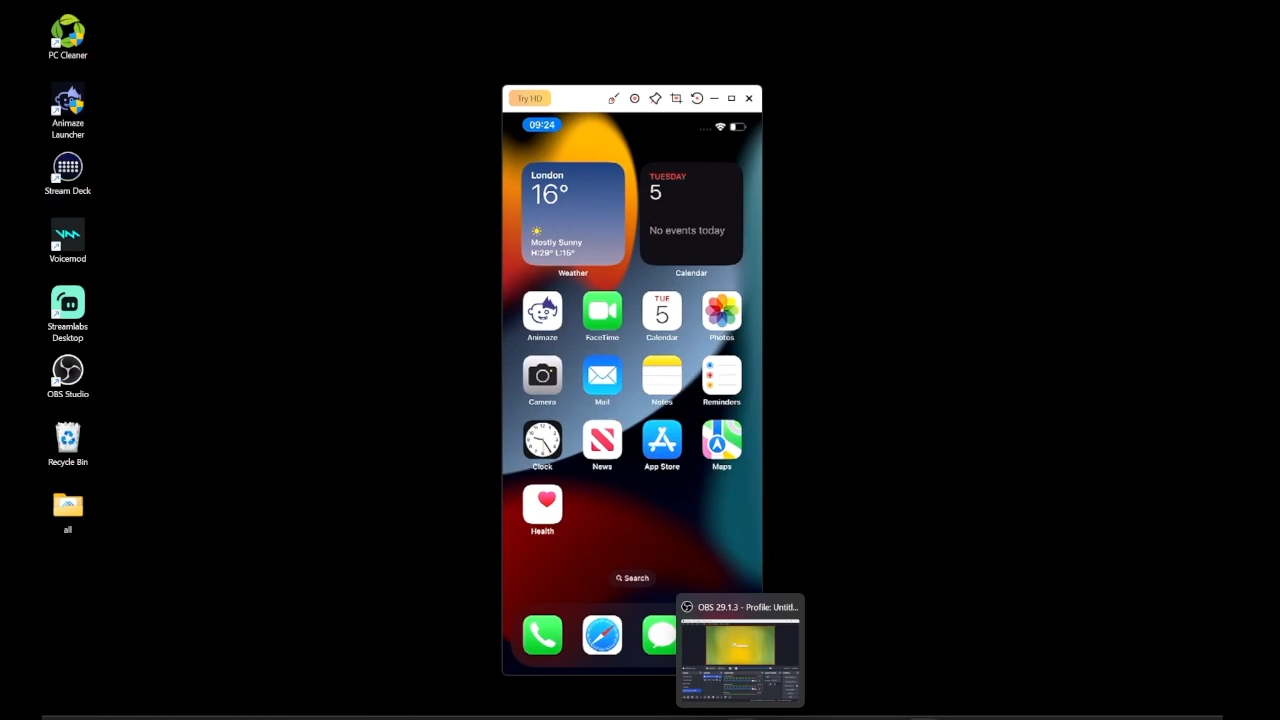 PC Cleaner
Animaze
Launcher
Stream Deck
Voicemod
Streamlabs
Desktop
OBS Studio
Recycle Bin
all
Try HD
09:24
London
16°
Mostly Sunny
H:29° L:15°
Weather
TUESDAY
5
No events today
Calendar
Animaze
FaceTime
TUE
5
Calendar
Photos
Camera
Mail
Notes
Reminders
Clock
News
App Store
Maps
Health
Search
OBS 29.1.3 - Profile: Untitl...